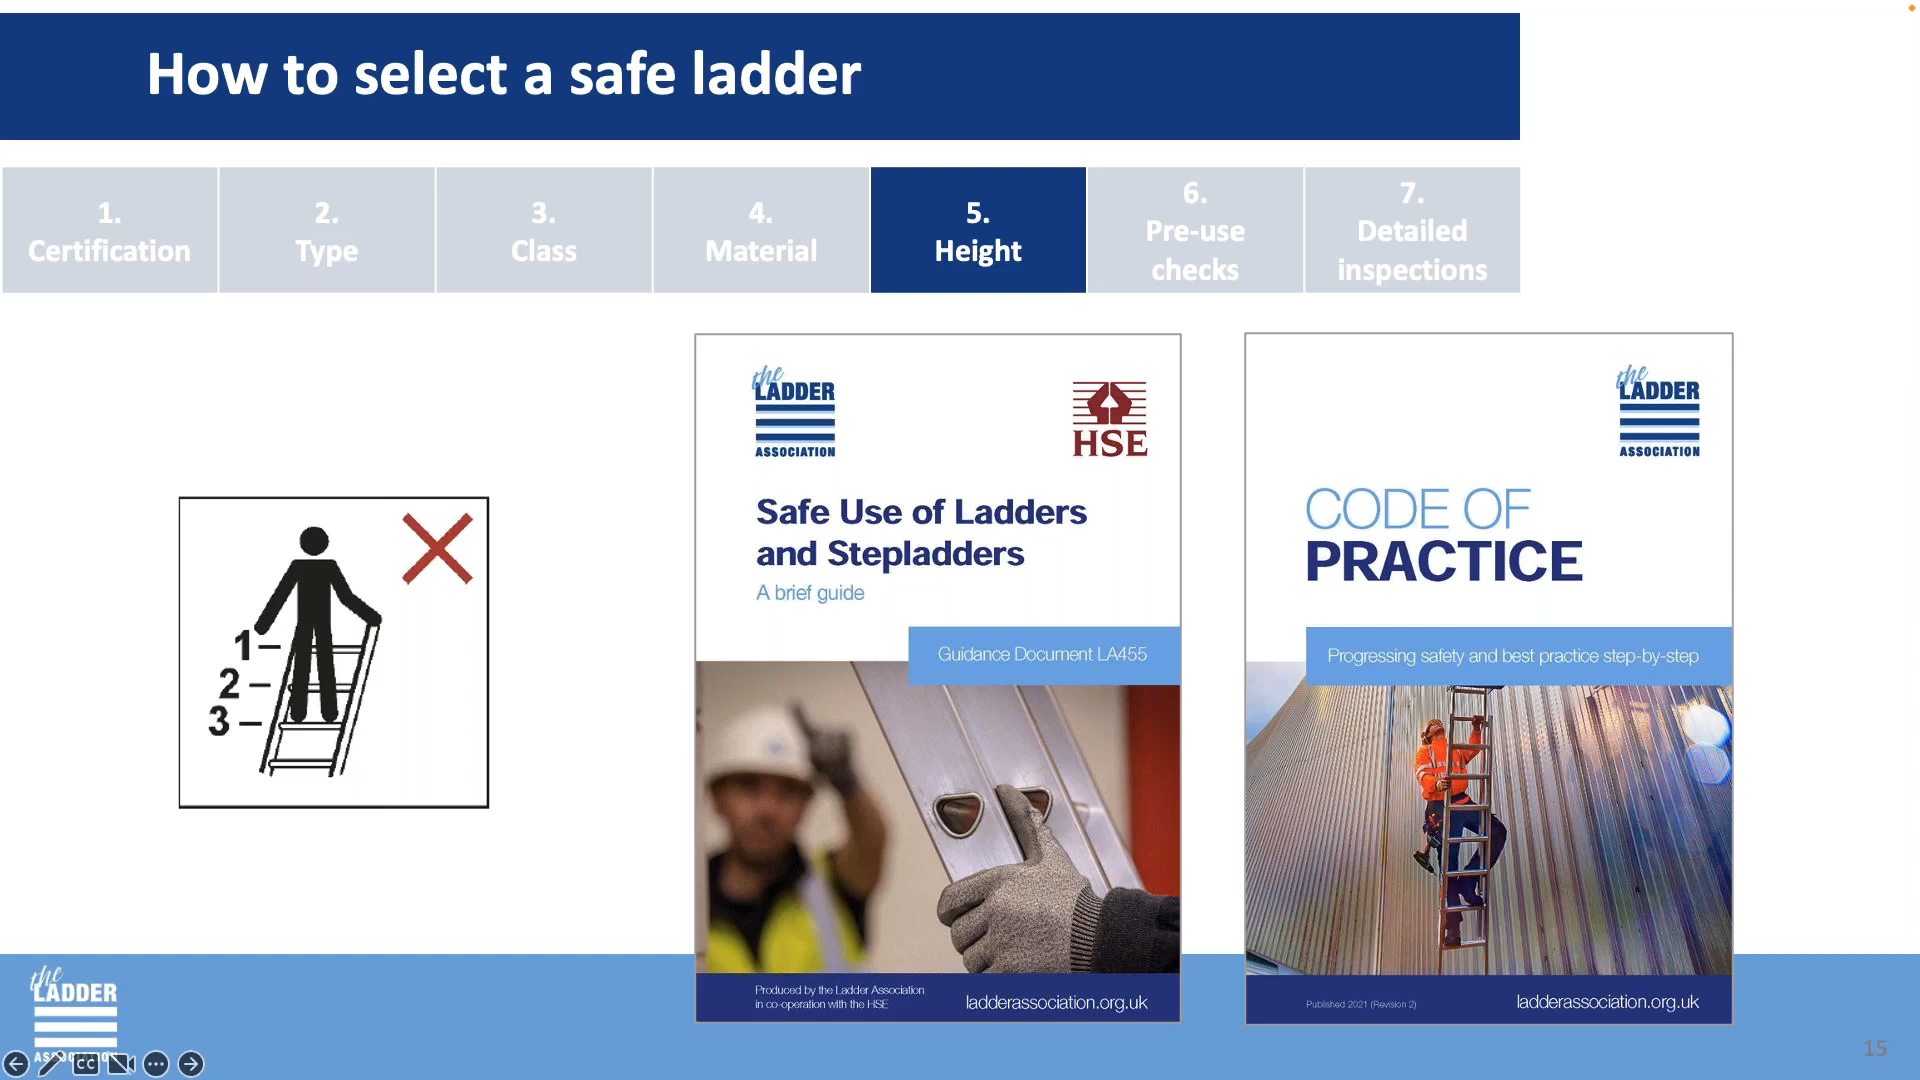 How to select a safe ladder
1.
Certification
2.
Type
3.
Class
4.
Material
5.
Height
6.
Pre-use
checks
7.
Detailed
inspections
1
2
3
the
LADDER
ASSOCIATION
HSE
Safe Use of Ladders
and Stepladders
A brief guide
Guidance Document LA455
Produced by the Ladder Association
in co-operation with the HSE
ladderassociation.org.uk
the
LADDER
ASSOCIATION
CODE OF
PRACTICE
Progressing safety and best practice step-by-step
Published 2021 (Revision 2)
ladderassociation.org.uk
the
LADDER
ASSOCIATION
CC
15